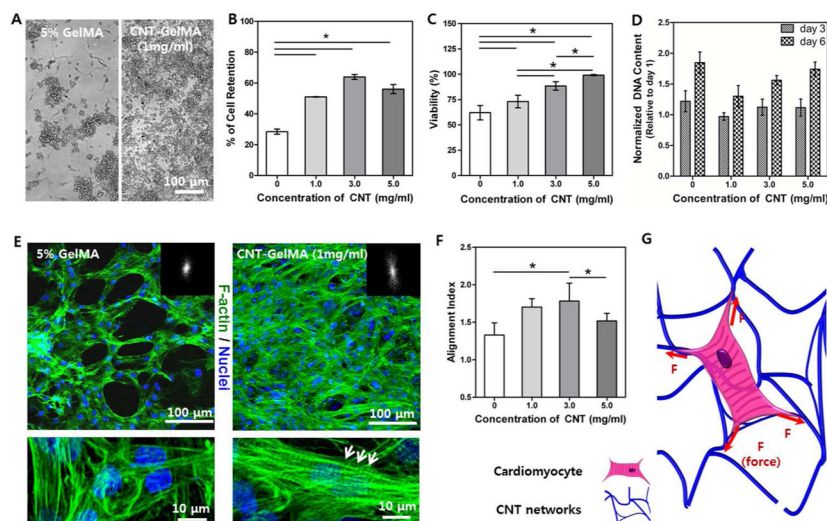 A
5% GelMA
CNT-GelMA
(1mg/ml)
100 μm
B
% of Cell Retention
100
80
60
40
20
0
*
0 1.0 3.0 5.0
Concentration of CNT (mg/ml)
C
Viability (%)
150
125
100
75
50
25
0
*
*
*
*
0 1.0 3.0 5.0
Concentration of CNT (mg/ml)
D
Normalized DNA Content
(Relative to day 1)
2.5
2.0
1.5
1.0
0.5
0.0
day 3
day 6
0 1.0 3.0 5.0
Concentration of CNT (mg/ml)
E
5% GelMA
100 μm
10 μm
F-actin / Nuclei
CNT-GelMA (1mg/ml)
100 μm
10 μm
F
Alignment Index
2.5
2.0
1.5
1.0
0.5
*
*
0 1.0 3.0 5.0
Concentration of CNT (mg/ml)
Cardiomyocyte
CNT networks
G
F
F
F
F
(force)